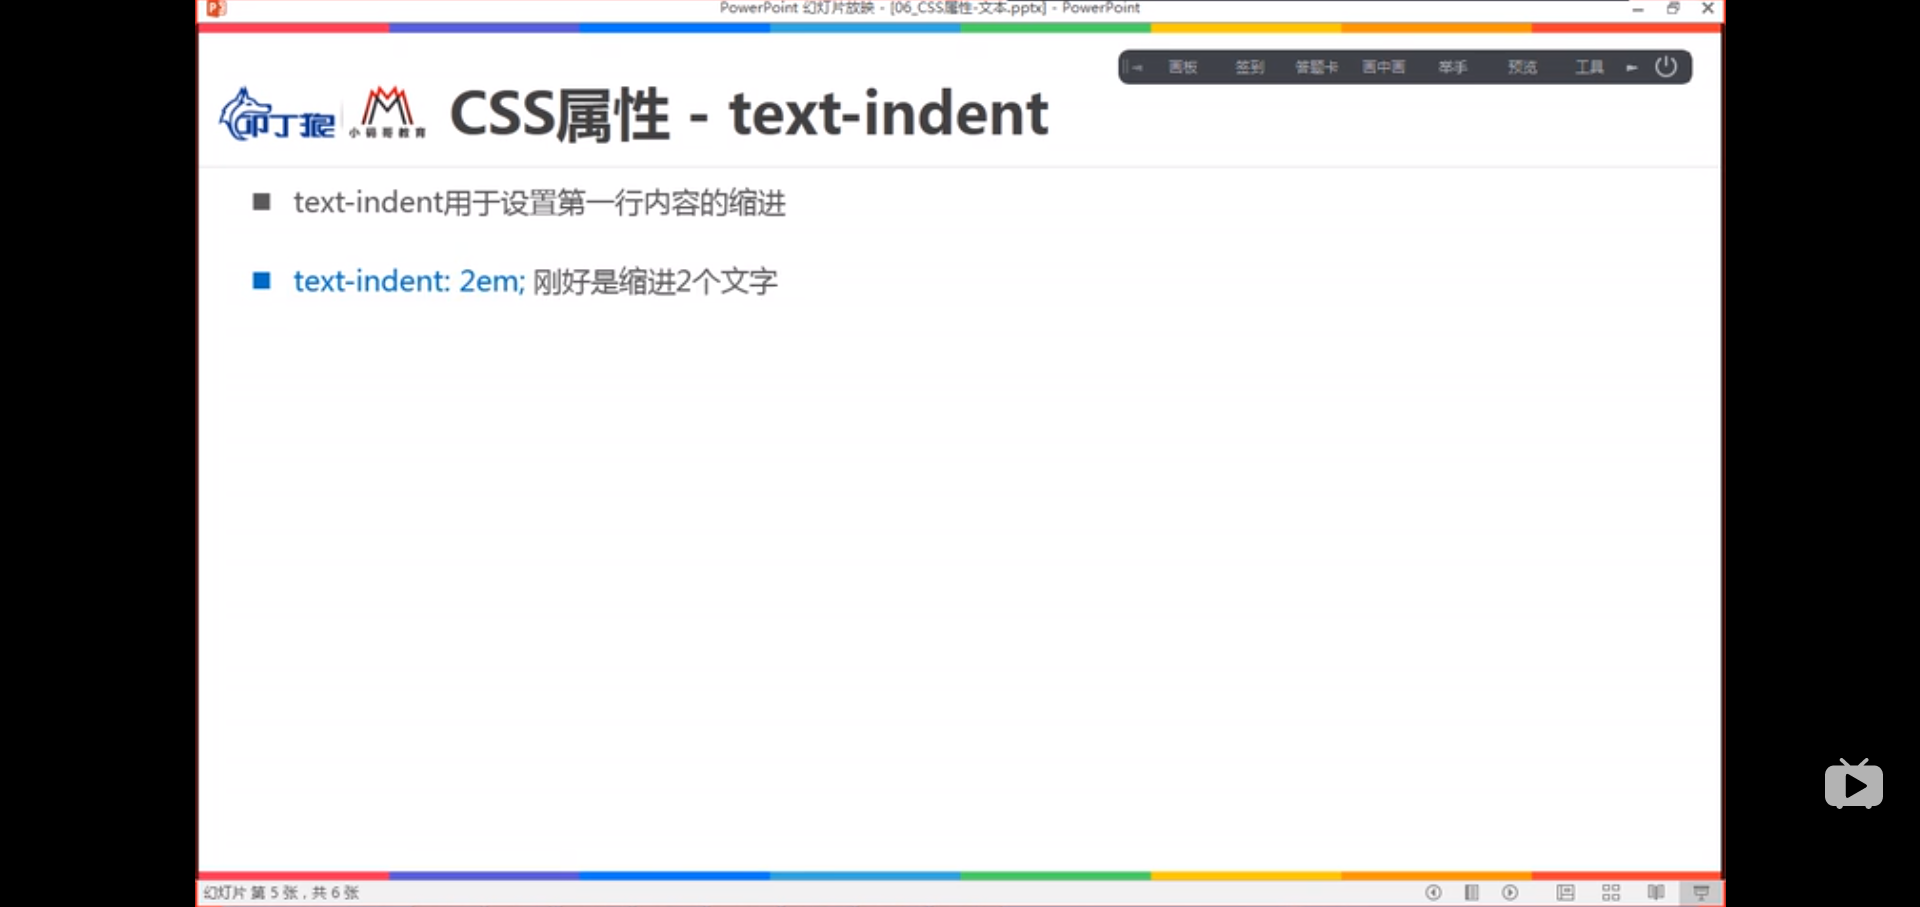 PowerPoint 幻灯片放映 - [06_CSS属性-文本.pptx] - PowerPoint
画板 签到 答题卡 画中画 举手 预览 工具
叩丁狼 小码哥教育
CSS属性 - text-indent
text-indent用于设置第一行内容的缩进
text-indent: 2em; 刚好是缩进2个文字
幻灯片 第 5 张，共 6 张